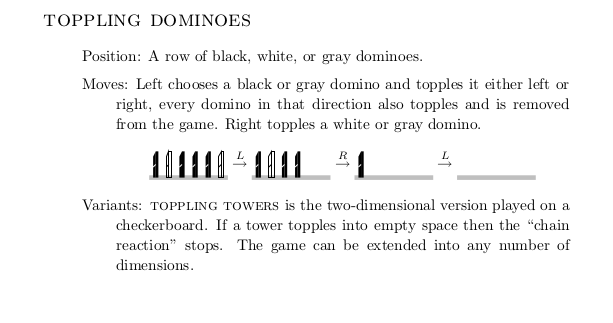 TOPPLING DOMINOES
Position: A row of black, white, or gray dominoes.
Moves: Left chooses a black or gray domino and topples it either left or
right, every domino in that direction also topples and is removed
from the game. Right topples a white or gray domino.
L → R → L →
Variants: TOPPLING TOWERS is the two-dimensional version played on a
checkerboard. If a tower topples into empty space then the “chain
reaction” stops. The game can be extended into any number of
dimensions.